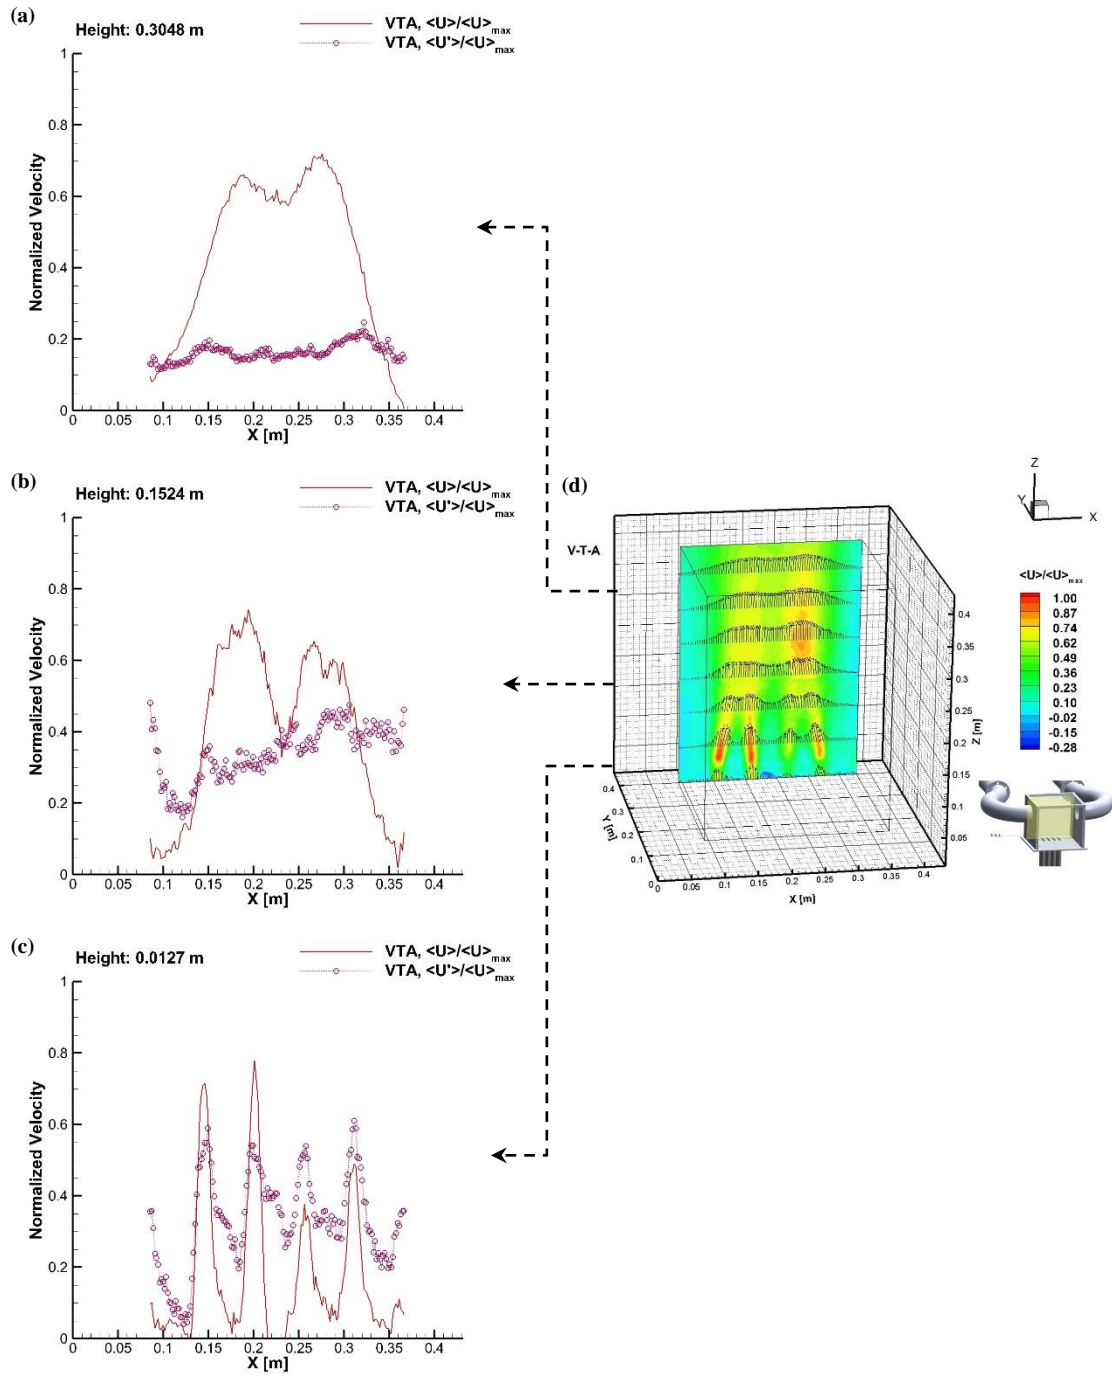 (a)
Height: 0.3048 m
VTA, <U>/<U>max
VTA, <U'>/<U>max
1
0.8
0.6
0.4
0.2
0
Normalized Velocity
0 0.05 0.1 0.15 0.2 0.25 0.3 0.35 0.4
X [m]
(b)
Height: 0.1524 m
VTA, <U>/<U>max
VTA, <U'>/<U>max
1
0.8
0.6
0.4
0.2
0
Normalized Velocity
0 0.05 0.1 0.15 0.2 0.25 0.3 0.35 0.4
X [m]
(c)
Height: 0.0127 m
VTA, <U>/<U>max
VTA, <U'>/<U>max
1
0.8
0.6
0.4
0.2
0
Normalized Velocity
0 0.05 0.1 0.15 0.2 0.25 0.3 0.35 0.4
X [m]
(d)
V-T-A
Z
Y
X
<U>/<U>max
1.00
0.87
0.74
0.62
0.49
0.36
0.23
0.10
-0.02
-0.15
-0.28
0.4
0.35
0.3
0.25
0.2
0.15
0.1
0.05
Z [m]
0.4
0.3
0.2
0.1
0
Y [m]
0 0.05 0.1 0.15 0.2 0.25 0.3 0.35 0.4
X [m]